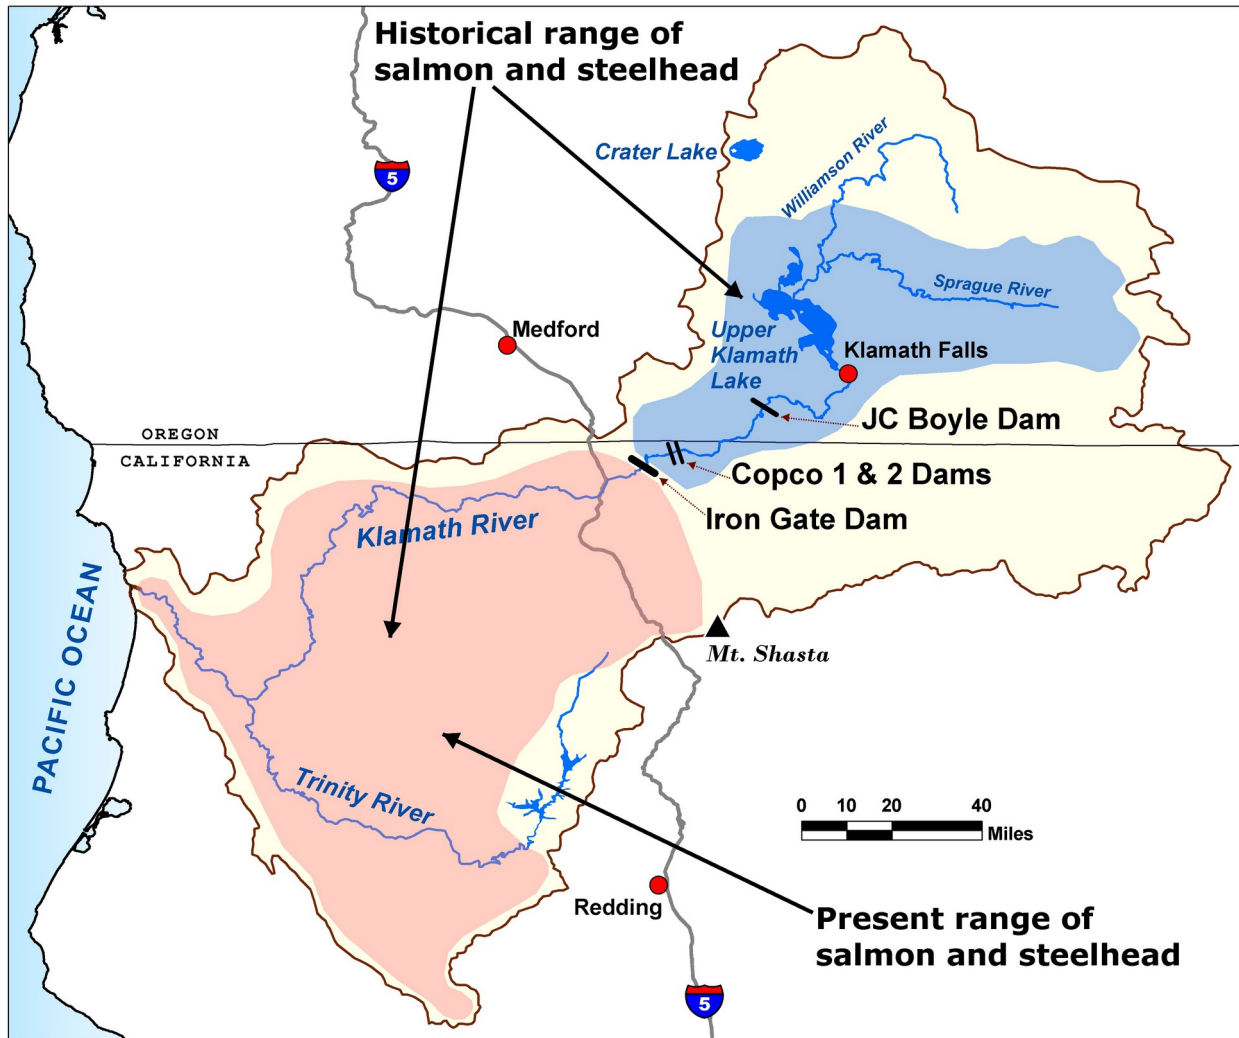 Historical range of
salmon and steelhead
5
Crater Lake
Williamson River
Sprague River
Medford
Upper
Klamath
Lake
Klamath Falls
JC Boyle Dam
OREGON
CALIFORNIA
Copco 1 & 2 Dams
Iron Gate Dam
Klamath River
PACIFIC OCEAN
Mt. Shasta
Trinity River
0 10 20 40
Miles
Redding
Present range of
salmon and steelhead
5